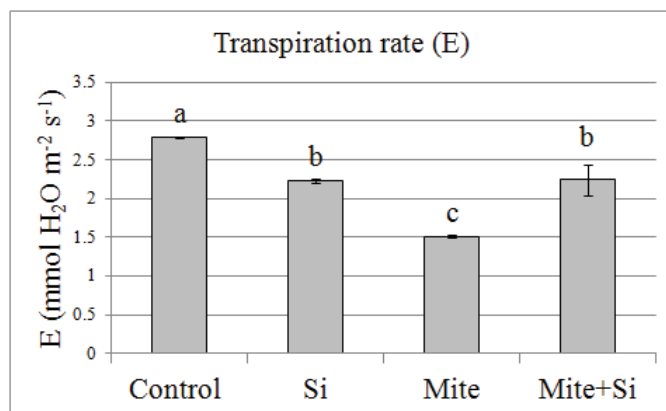 Transpiration rate (E)
E (mmol H₂O m⁻² s⁻¹)
3.5
3
2.5
2
1.5
1
0.5
0
a
b
c
b
Control
Si
Mite
Mite+Si